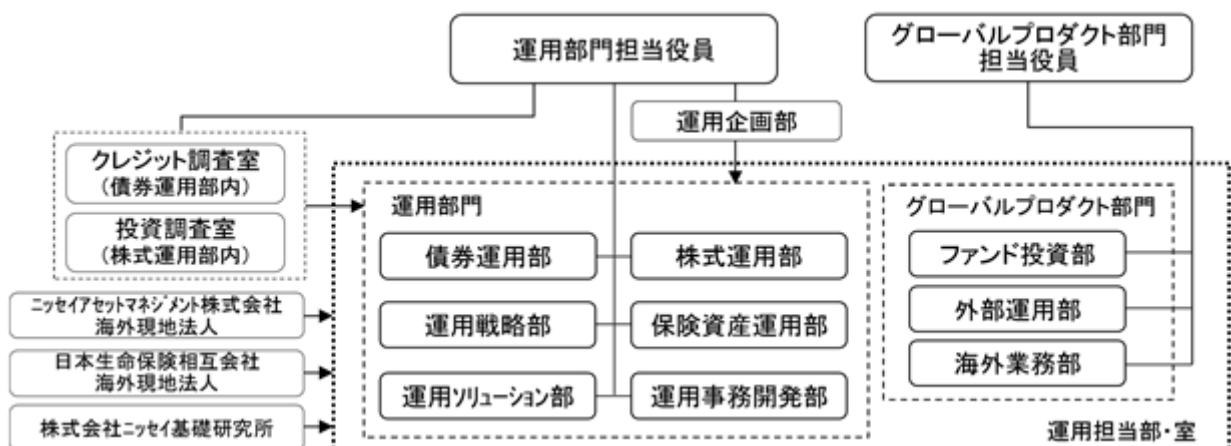 運用部門担当役員
グローバルプロダクト部門
担当役員
運用企画部
クレジット調査室
(債券運用部内)
投資調査室
(株式運用部内)
運用部門
債券運用部
株式運用部
運用戦略部
保険資産運用部
運用ソリューション部
運用事務開発部
グローバルプロダクト部門
ファンド投資部
外部運用部
海外業務部
ニッセイアセットマネジメント株式会社
海外現地法人
日本生命保険相互会社
海外現地法人
株式会社ニッセイ基礎研究所
運用担当部・室